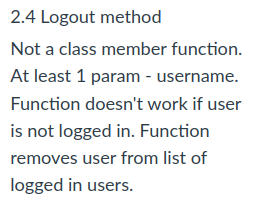 2.4 Logout method
Not a class member function.
At least 1 param - username.
Function doesn't work if user
is not logged in. Function
removes user from list of
logged in users.